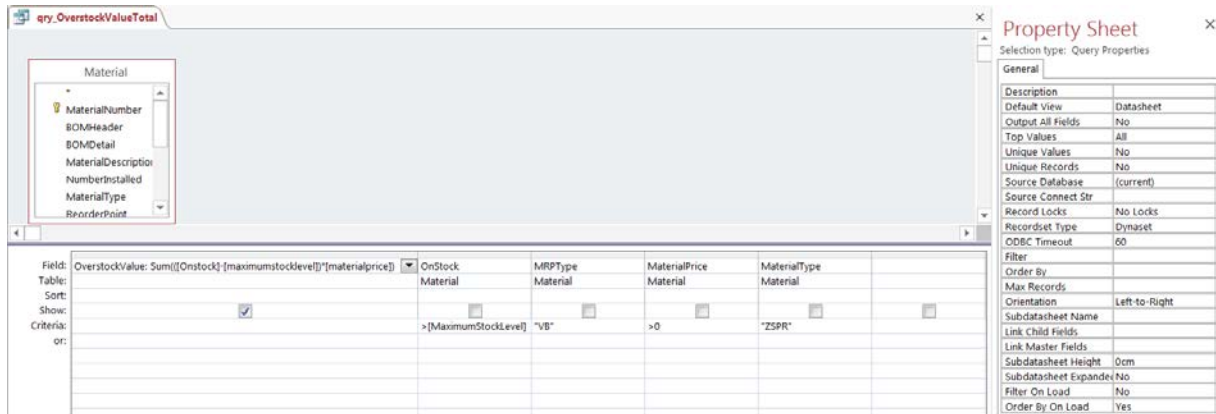 qry_OverstockValueTotal
Material
*
MaterialNumber
BOMHeader
BOMDetail
MaterialDescription
NumberInstalled
MaterialType
ReorderPoint
Field: OverstockValue: Sum(([Onstock]-[maximumstocklevel])*[materialprice]) OnStock MRPType MaterialPrice MaterialType
Table: Material Material Material Material
Sort:
Show:
Criteria: >[MaximumStockLevel] "VB" >0 "ZSPR"
or:
Property Sheet
Selection type: Query Properties
General
Description
Default View Datasheet
Output All Fields No
Top Values All
Unique Values No
Unique Records No
Source Database (current)
Source Connect Str
Record Locks No Locks
Recordset Type Dynaset
ODBC Timeout 60
Filter
Order By
Max Records
Orientation Left-to-Right
Subdatasheet Name
Link Child Fields
Link Master Fields
Subdatasheet Height 0cm
Subdatasheet Expanded No
Filter On Load No
Order By On Load Yes